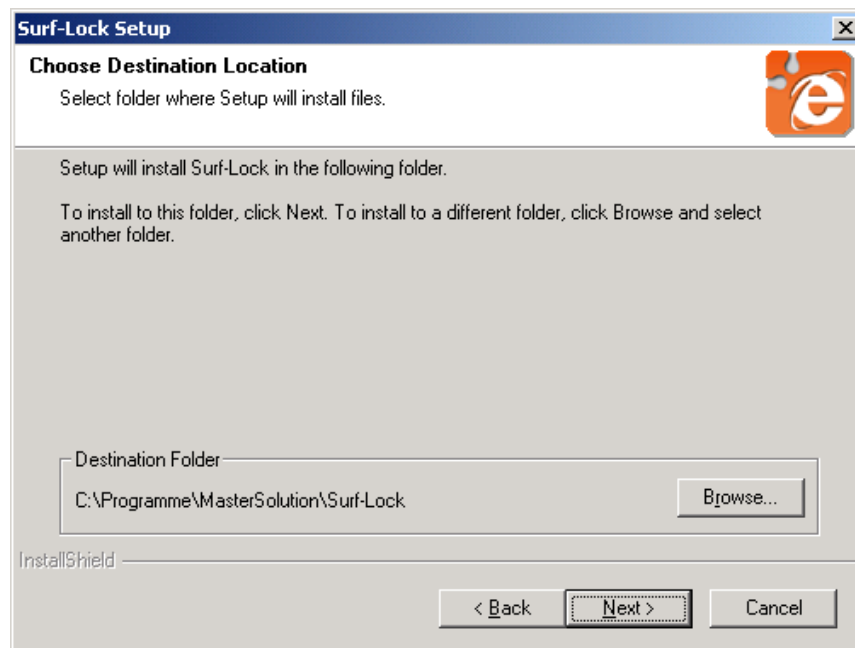 Surf-Lock Setup
Choose Destination Location
Select folder where Setup will install files.
Setup will install Surf-Lock in the following folder.
To install to this folder, click Next. To install to a different folder, click Browse and select
another folder.
Destination Folder
C:\Programme\MasterSolution\Surf-Lock
Browse...
InstallShield
< Back
Next >
Cancel